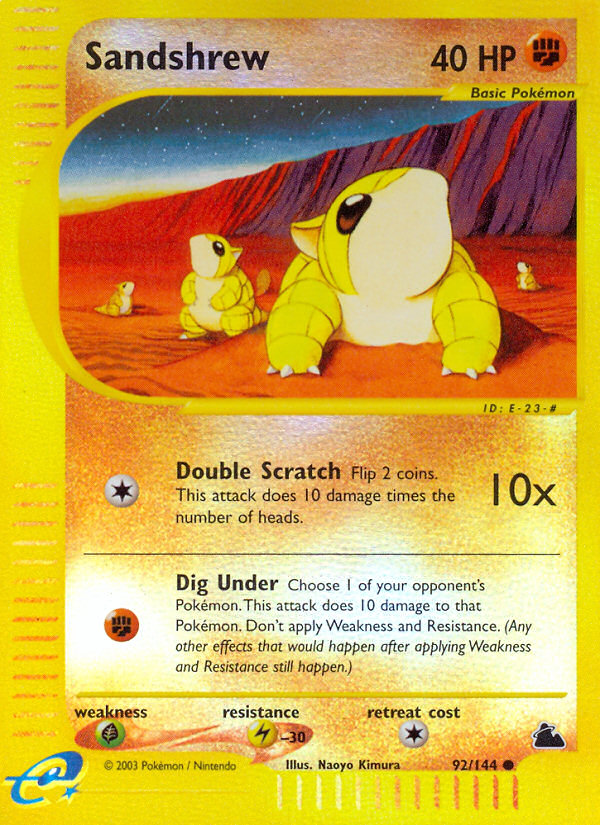 Sandshrew 40 HP
Basic Pokémon
ID: E-23-#
Double Scratch Flip 2 coins.
This attack does 10 damage times the
number of heads.
10x
Dig Under Choose 1 of your opponent's
Pokémon. This attack does 10 damage to that
Pokémon. Don't apply Weakness and Resistance. (Any
other effects that would happen after applying Weakness
and Resistance still happen.)
weakness resistance retreat cost
–30
© 2003 Pokémon / Nintendo Illus. Naoyo Kimura 92/144
e